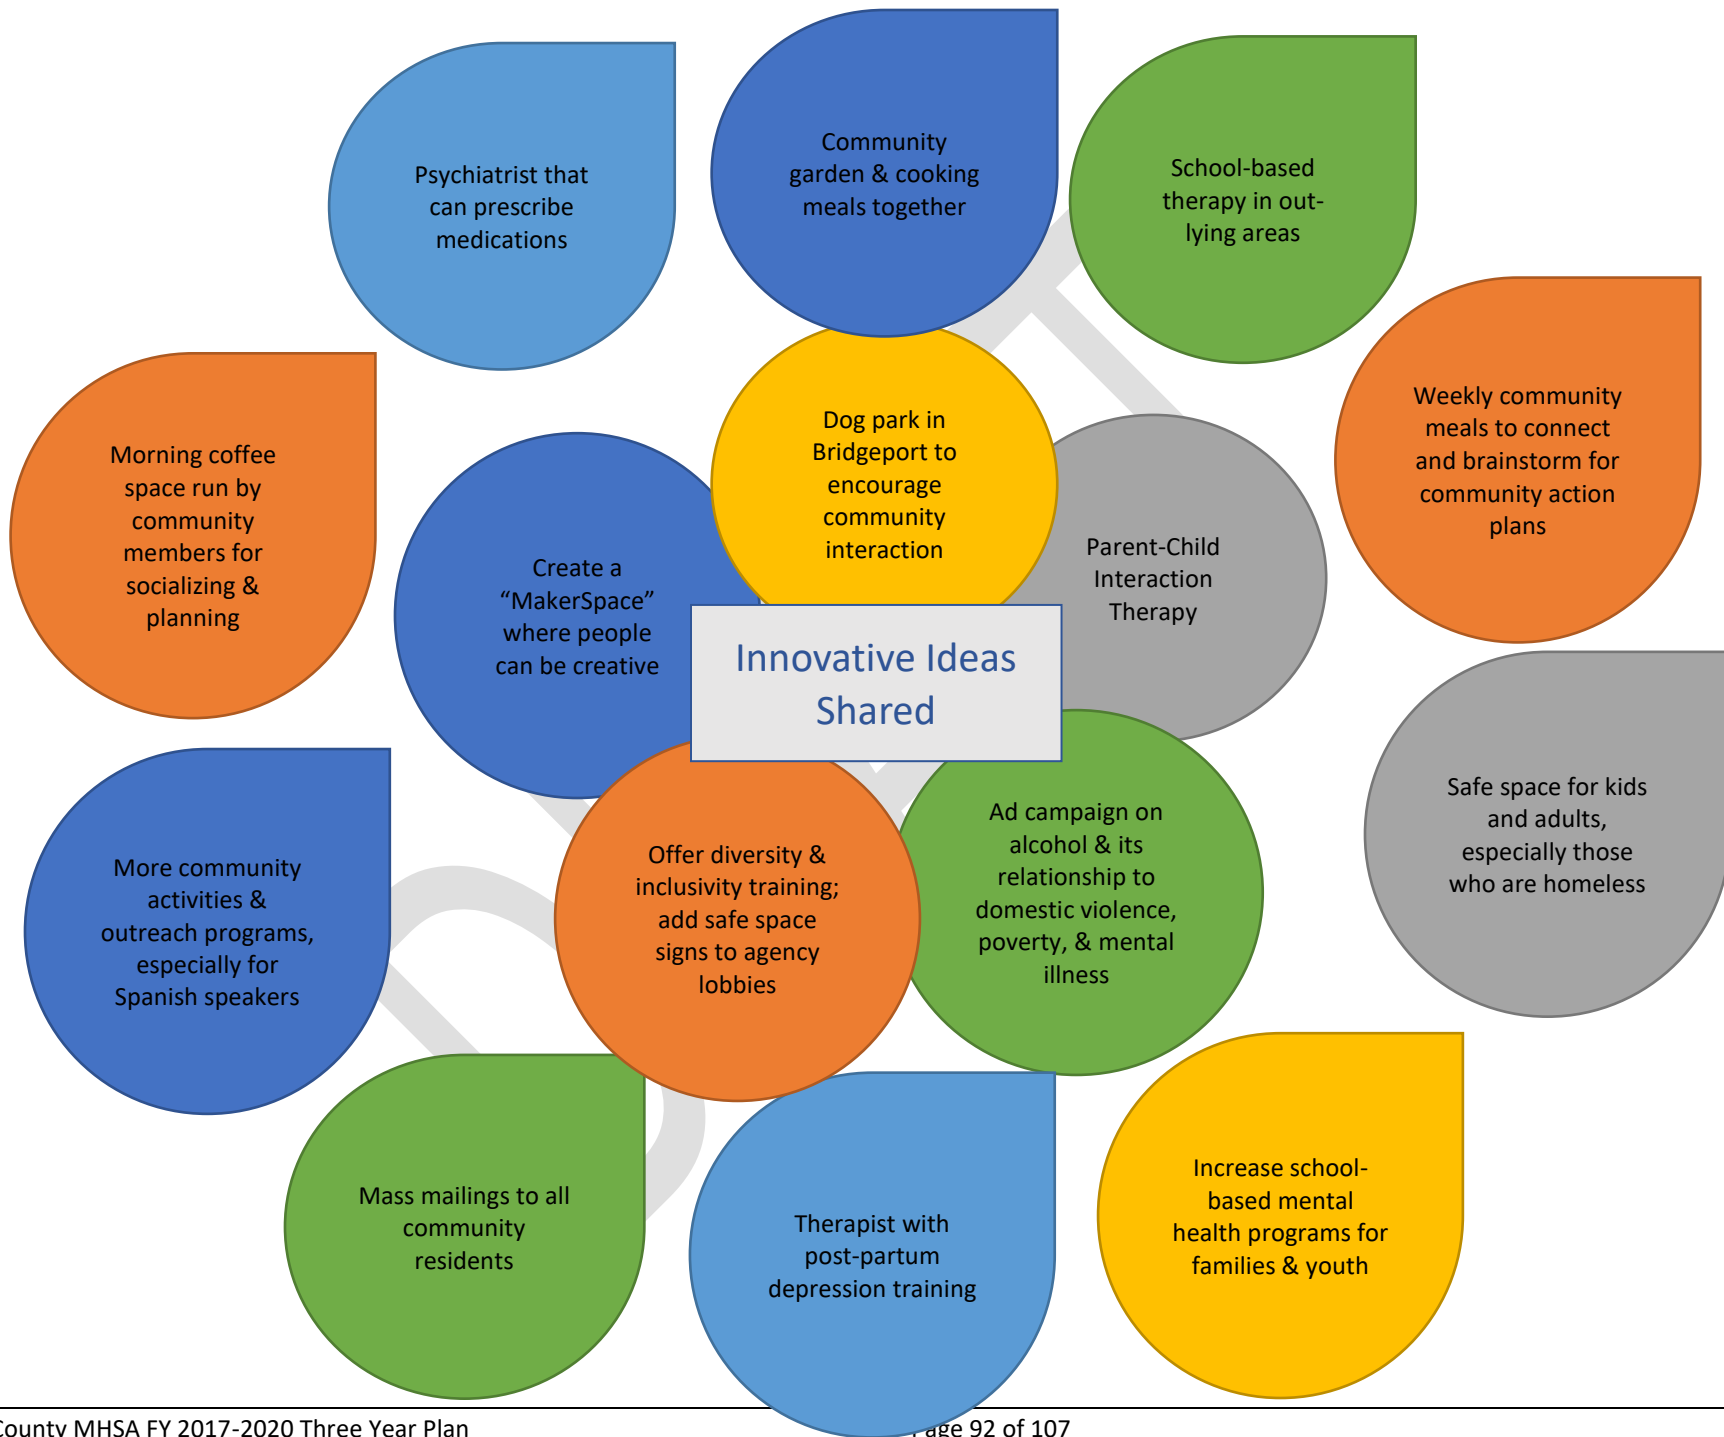 Psychiatrist that
can prescribe
medications
Community
garden & cooking
meals together
School-based
therapy in out-
lying areas
Morning coffee
space run by
community
members for
socializing &
planning
Create a
“MakerSpace”
where people
can be creative
Dog park in
Bridgeport to
encourage
community
interaction
Parent-Child
Interaction
Therapy
Weekly community
meals to connect
and brainstorm for
community action
plans
Innovative Ideas
Shared
More community
activities &
outreach programs,
especially for
Spanish speakers
Offer diversity &
inclusivity training;
add safe space
signs to agency
lobbies
Ad campaign on
alcohol & its
relationship to
domestic violence,
poverty, & mental
illness
Safe space for kids
and adults,
especially those
who are homeless
Mass mailings to all
community
residents
Therapist with
post-partum
depression training
Increase school-
based mental
health programs for
families & youth
County MHSA FY 2017-2020 Three Year Plan
Page 92 of 107